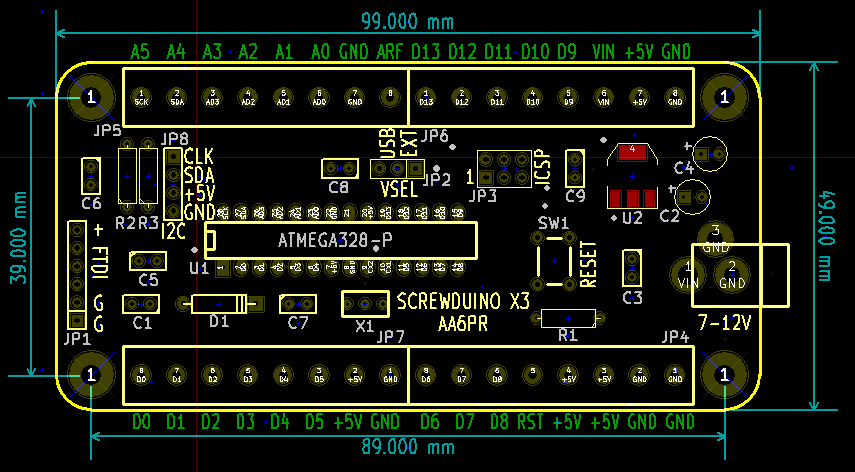 99.000 mm
A5 A4 A3 A2 A1 A0 GND ARF D13 D12 D11 D10 D9 VIN +5V GND
1 1 SCK 2 SDA 3 AD3 4 AD2 5 AD1 6 AD0 7 GND 8 1 D13 2 D12 3 D11 4 D10 5 D9 6 VIN 7 +5V 8 GND 1
JP5 JP8 USB EXT JP6
CLK
SDA
+5V
GND
I2C
C6 R2 R3 C8 VSEL JP2 1 JP3 ICSP C9 4 U2 + C4 + C2
39.000 mm
49.000 mm
+ FTDI G G
JP1
U1 ATMEGA328-P
SW1 RESET
3 GND
1 VIN 2 GND
7-12V
C5
C1 D1 C7 X1 C3 R1
SCREWDUINO X3
AA6PR
JP7 JP4
1 8 D0 7 D1 6 D2 5 D3 4 D4 3 D5 2 +5V 1 GND 8 D6 7 D7 6 D8 5 4 +5V 3 +5V 2 GND 1 GND 1
D0 D1 D2 D3 D4 D5 +5V GND D6 D7 D8 RST +5V +5V GND GND
89.000 mm